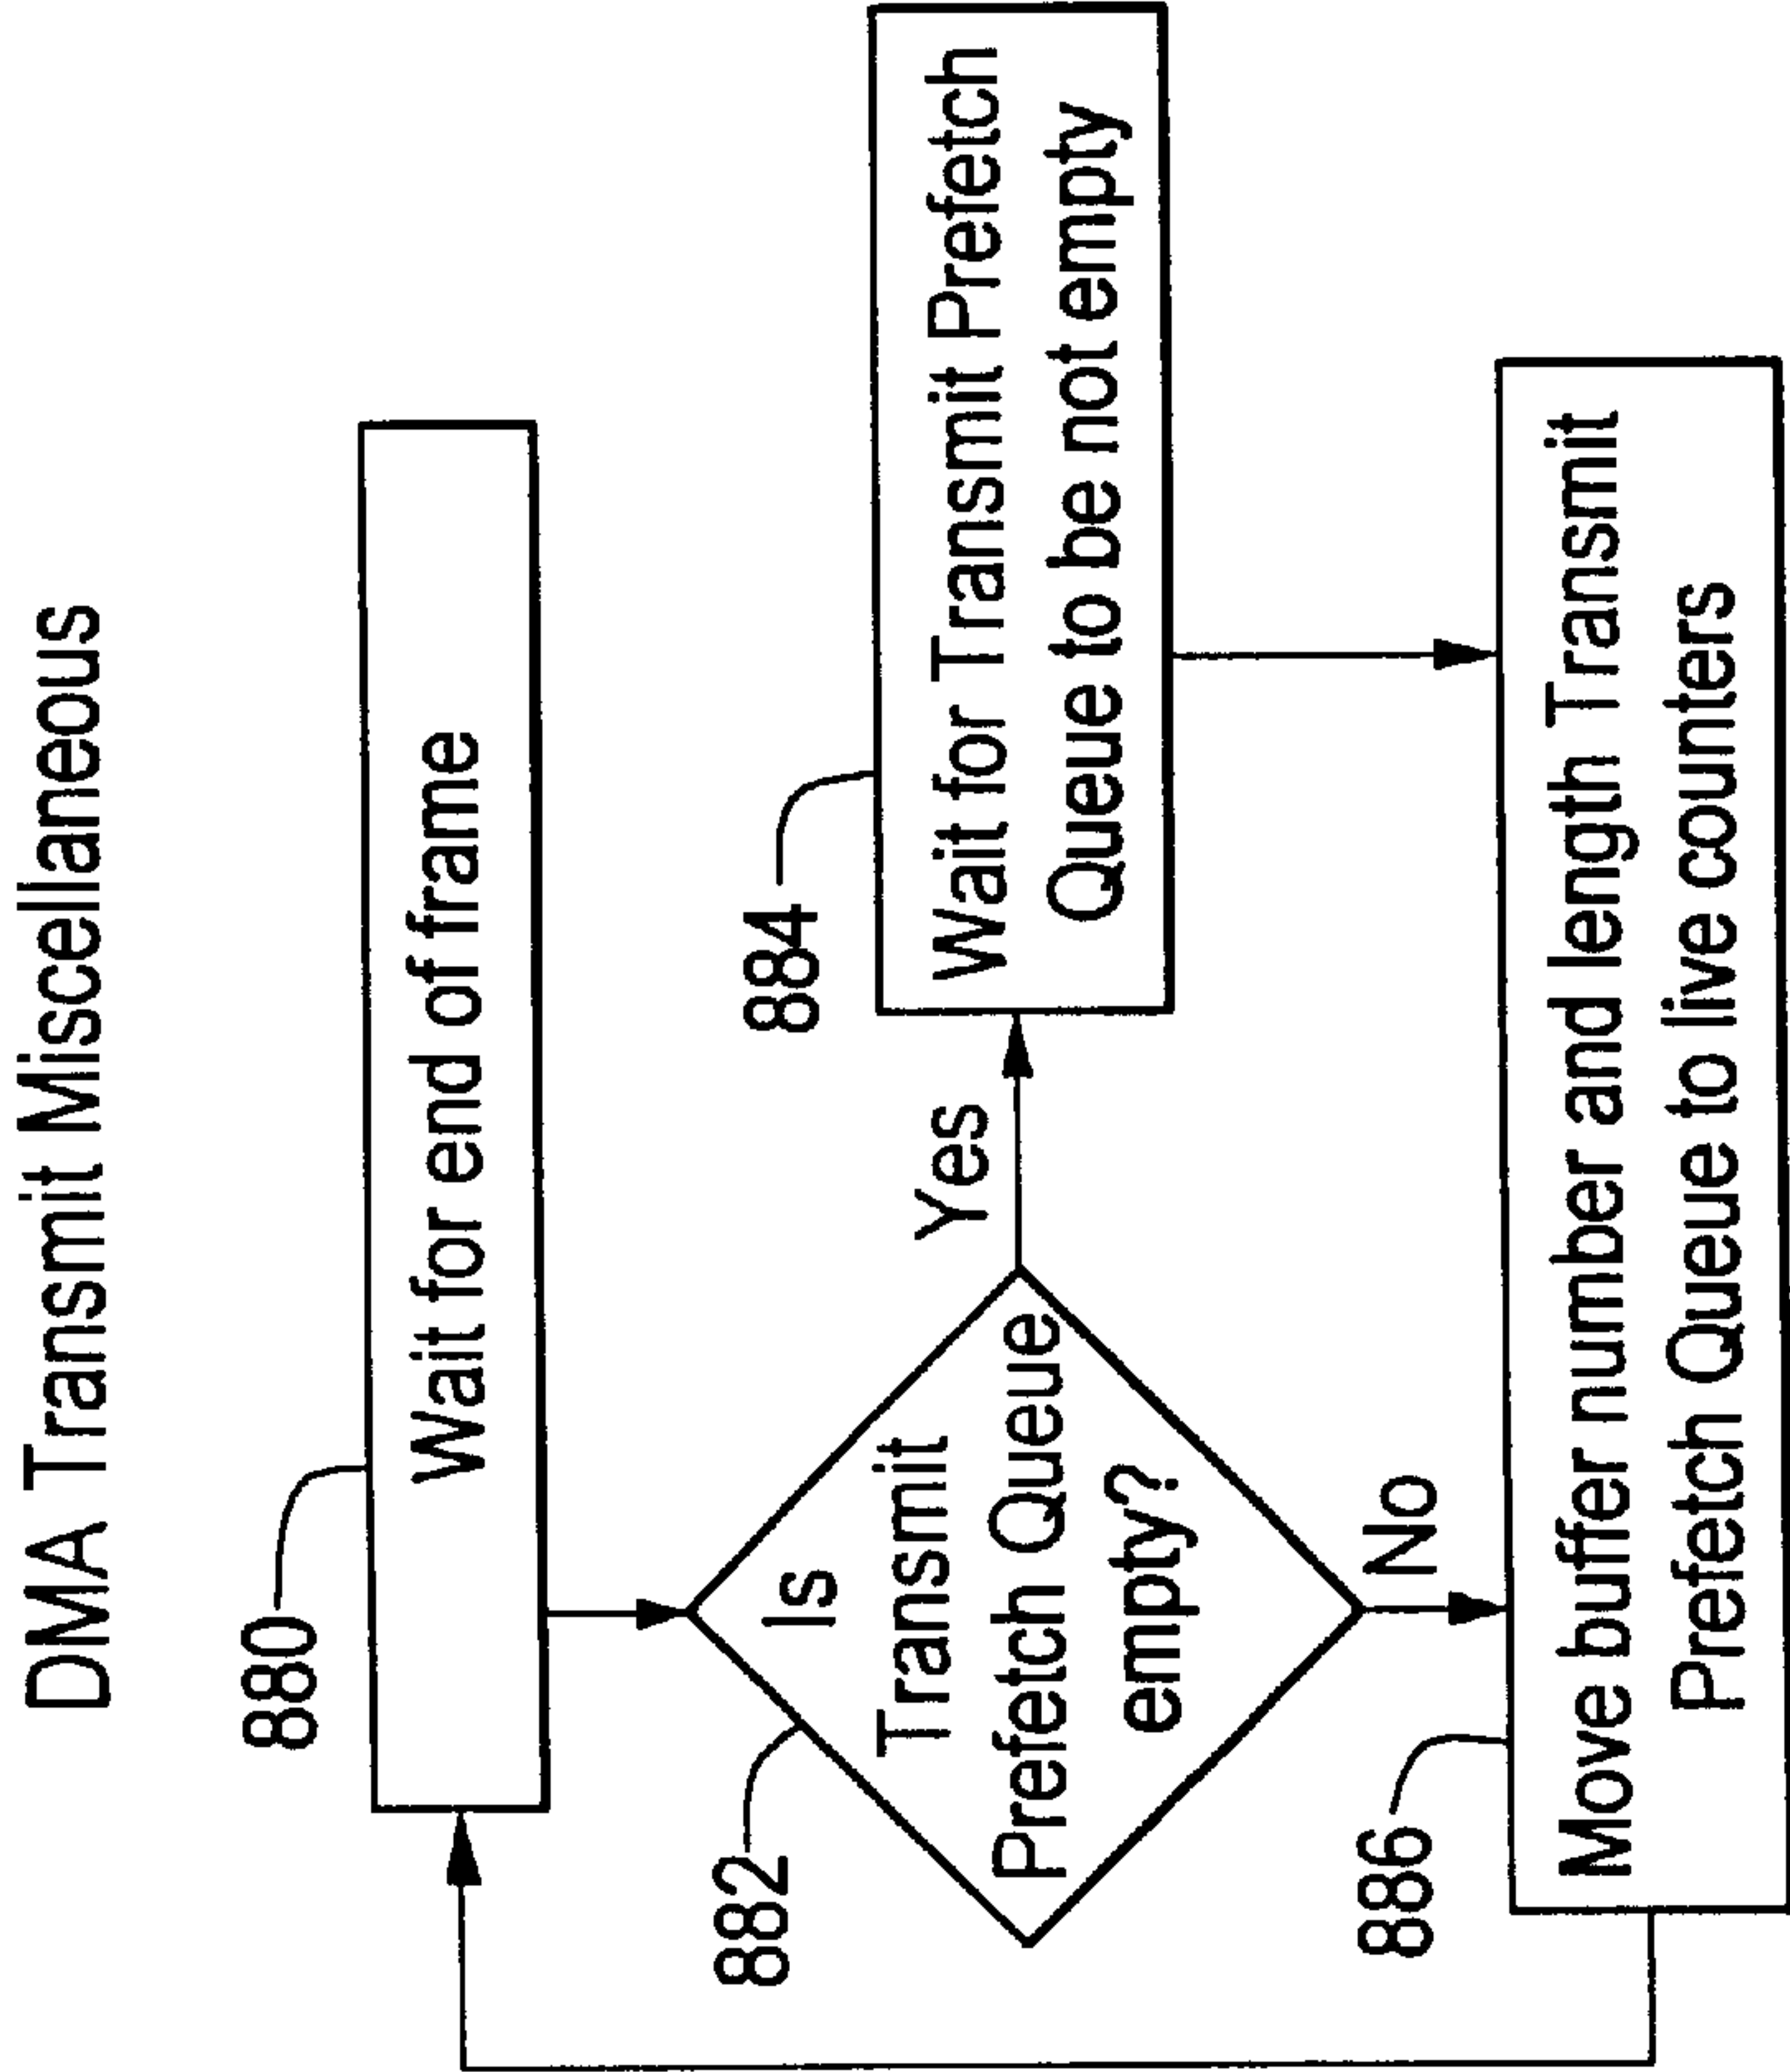 DMA Transmit Miscellaneous
880
Wait for end of frame
882
Is
Transmit
Prefetch Queue
empty?
Yes
884
Wait for Transmit Prefetch
Queue to be not empty
No
886
Move buffer number and length Transmit
Prefetch Queue to live counters